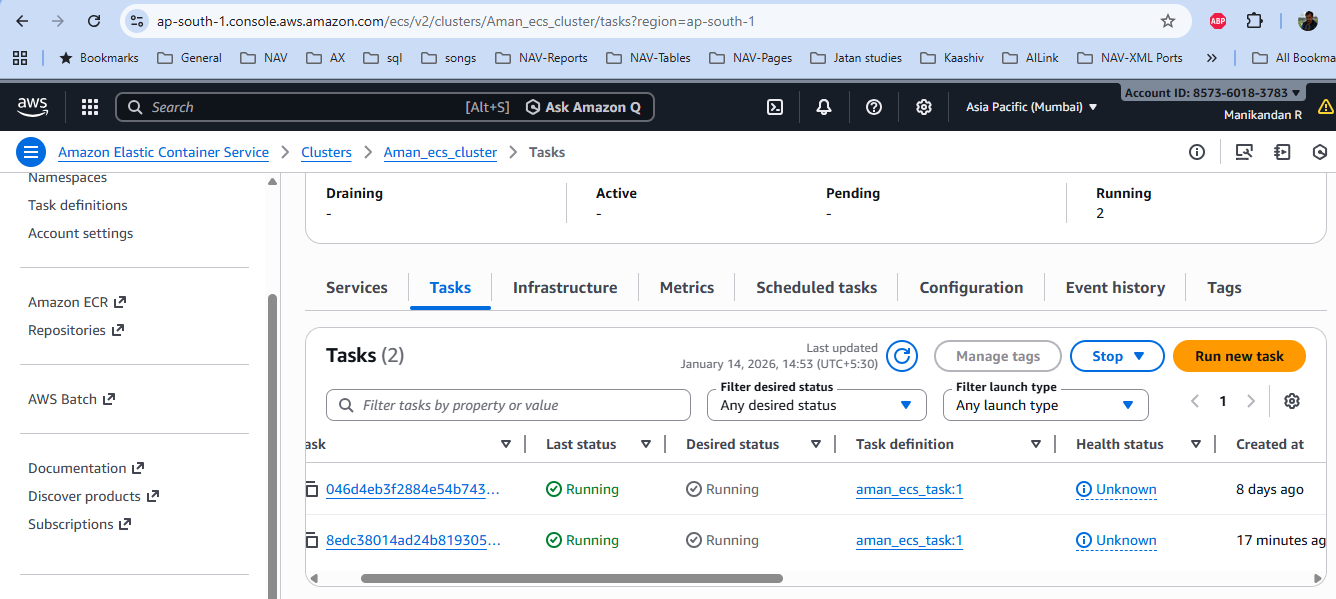 ap-south-1.console.aws.amazon.com/ecs/v2/clusters/Aman_ecs_cluster/tasks?region=ap-south-1
ABP
Bookmarks General NAV AX sql songs NAV-Reports NAV-Tables NAV-Pages Jatan studies Kaashiv AILink NAV-XML Ports » All Bookma
aws Search [Alt+S] Ask Amazon Q Asia Pacific (Mumbai) Account ID: 8573-6018-3783
Manikandan R
Amazon Elastic Container Service > Clusters > Aman_ecs_cluster > Tasks
Namespaces
Task definitions
Account settings
Amazon ECR
Repositories
AWS Batch
Documentation
Discover products
Subscriptions
Draining Active Pending Running
- - - 2
Services Tasks Infrastructure Metrics Scheduled tasks Configuration Event history Tags
Tasks (2)
Last updated
January 14, 2026, 14:53 (UTC+5:30)
Manage tags Stop Run new task
Filter tasks by property or value
Filter desired status
Any desired status
Filter launch type
Any launch type
1
ask Last status Desired status Task definition Health status Created at
046d4eb3f2884e54b743... Running Running aman_ecs_task:1 Unknown 8 days ago
8edc38014ad24b819305... Running Running aman_ecs_task:1 Unknown 17 minutes ag